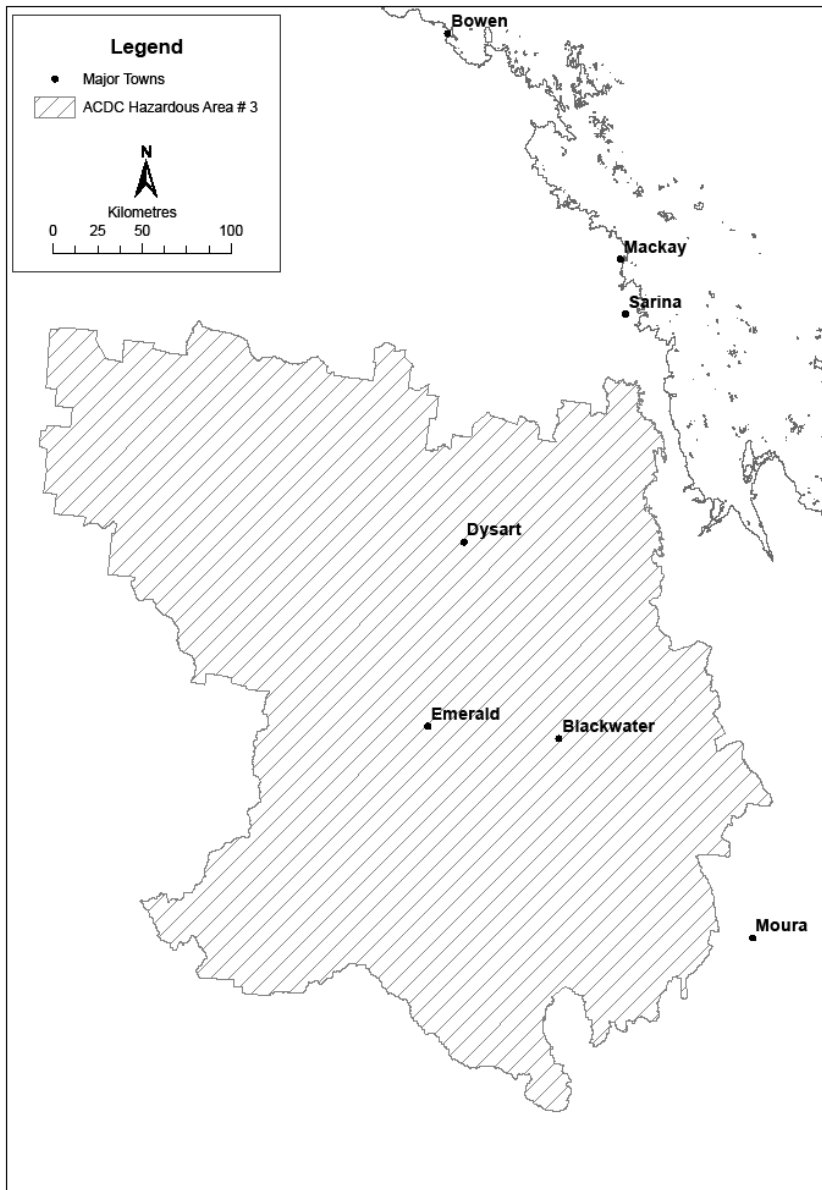 Legend
Major Towns
ACDC Hazardous Area # 3
N
Kilometres
0 25 50 100
Bowen
Mackay
Sarina
Dysart
Emerald
Blackwater
Moura